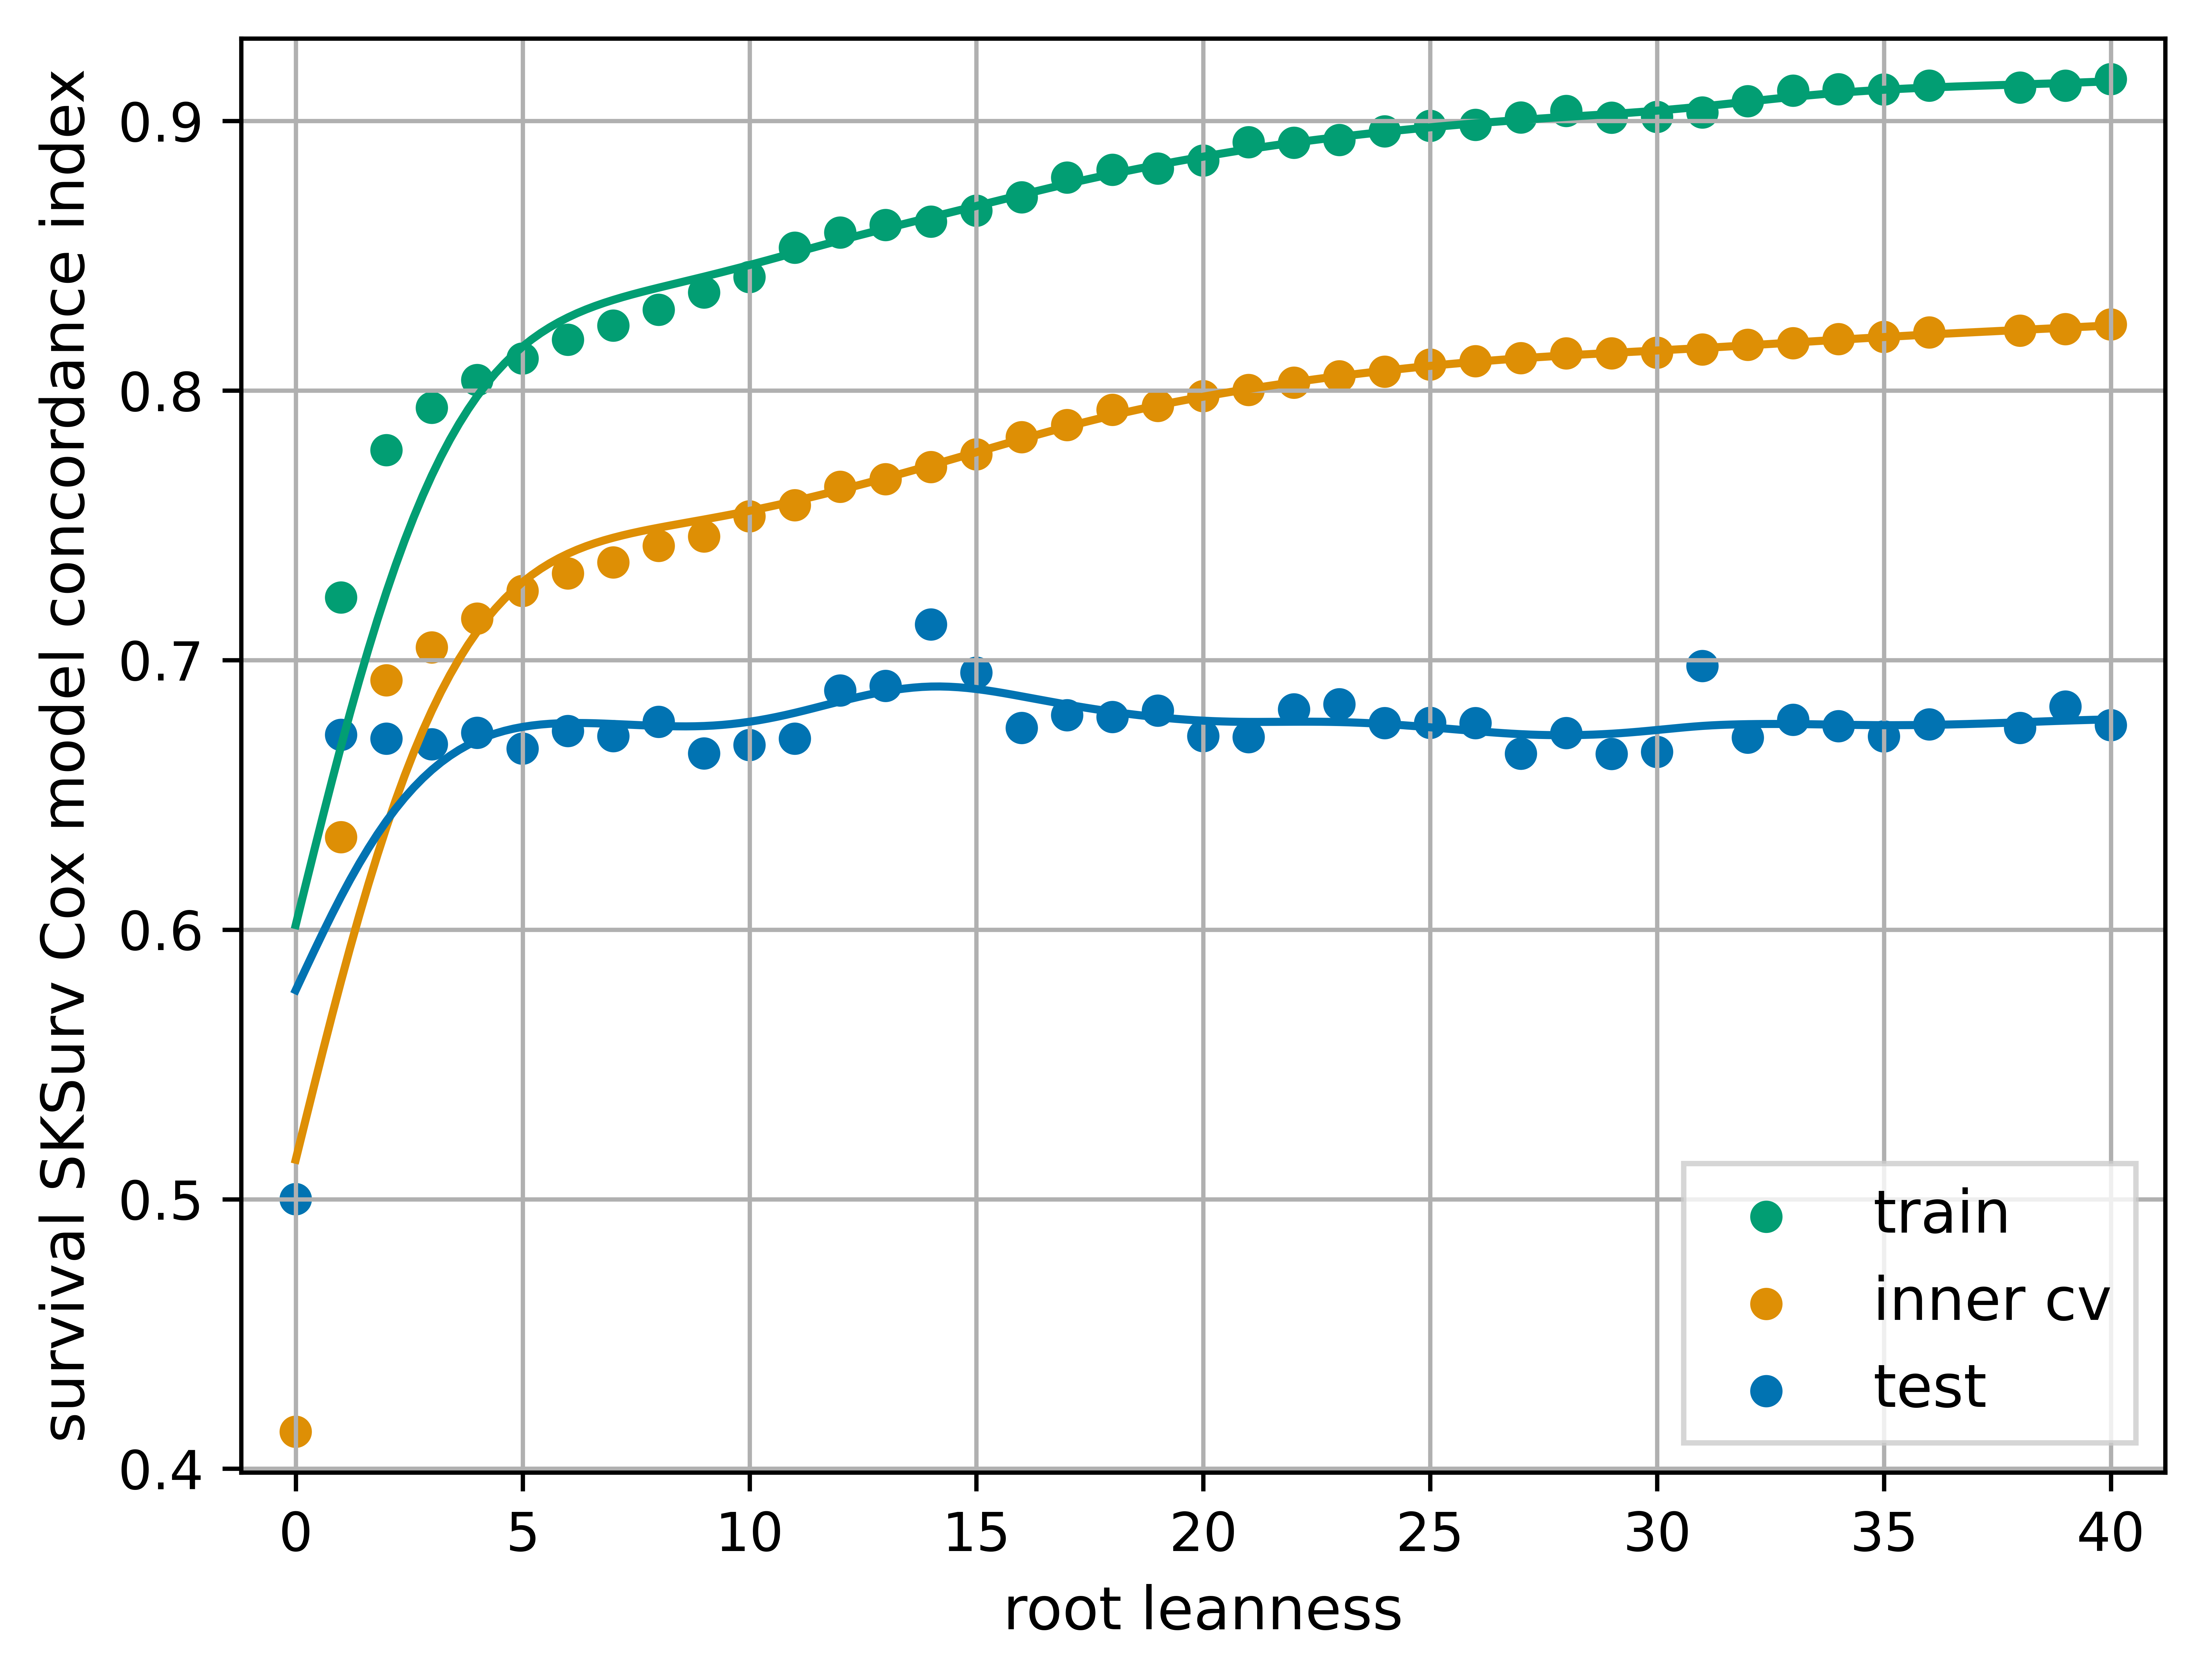 survival SKSurv Cox model concordance index
0.9
0.8
0.7
0.6
0.5
0.4
0 5 10 15 20 25 30 35 40
root leanness
train
inner cv
test